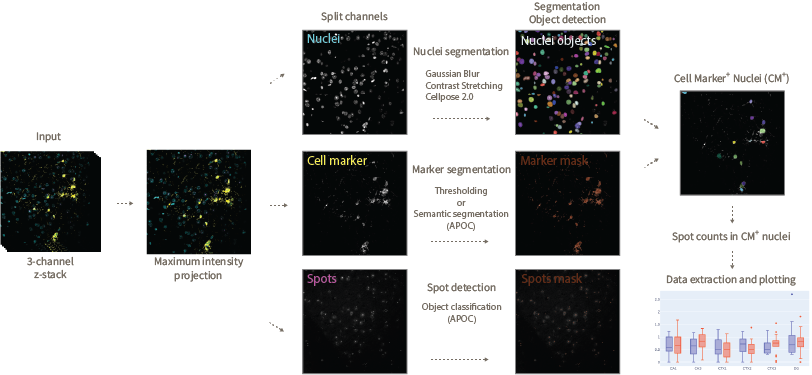 Input
3-channel
z-stack
Maximum intensity
projection
Split channels
Nuclei
Cell marker
Spots
Nuclei segmentation
Gaussian Blur
Contrast Stretching
Cellpose 2.0
Marker segmentation
Thresholding
or
Semantic segmentation
(APOC)
Spot detection
Object classification
(APOC)
Segmentation
Object detection
Nuclei objects
Marker mask
Spots mask
Cell Marker⁺ Nuclei (CM⁺)
Spot counts in CM⁺ nuclei
Data extraction and plotting